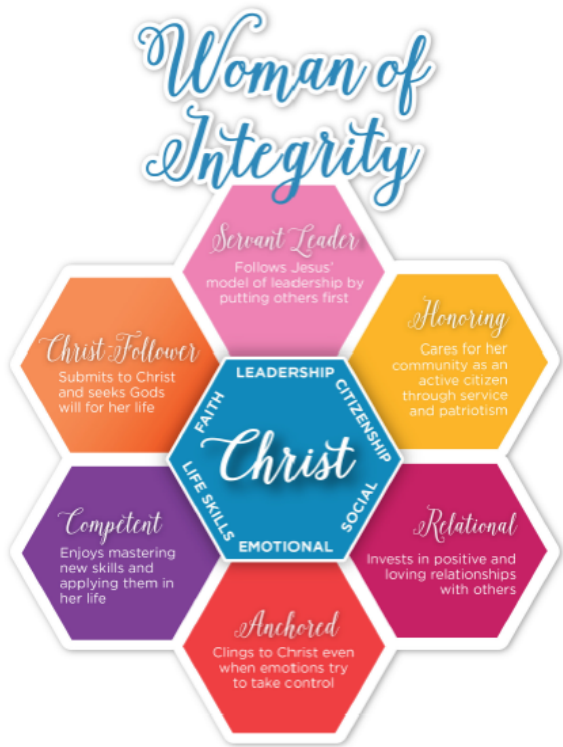 Woman of
Integrity
Servant Leader
Follows Jesus'
model of leadership by
putting others first
Honoring
Cares for her
community as an
active citizen
through service
and patriotism
Christ-Follower
Submits to Christ
and seeks Gods
will for her life
LEADERSHIP
CITIZENSHIP
FAITH
Christ
LIFE SKILLS
SOCIAL
EMOTIONAL
Competent
Enjoys mastering
new skills and
applying them in
her life
Relational
Invests in positive and
loving relationships
with others
Anchored
Clings to Christ even
when emotions try
to take control